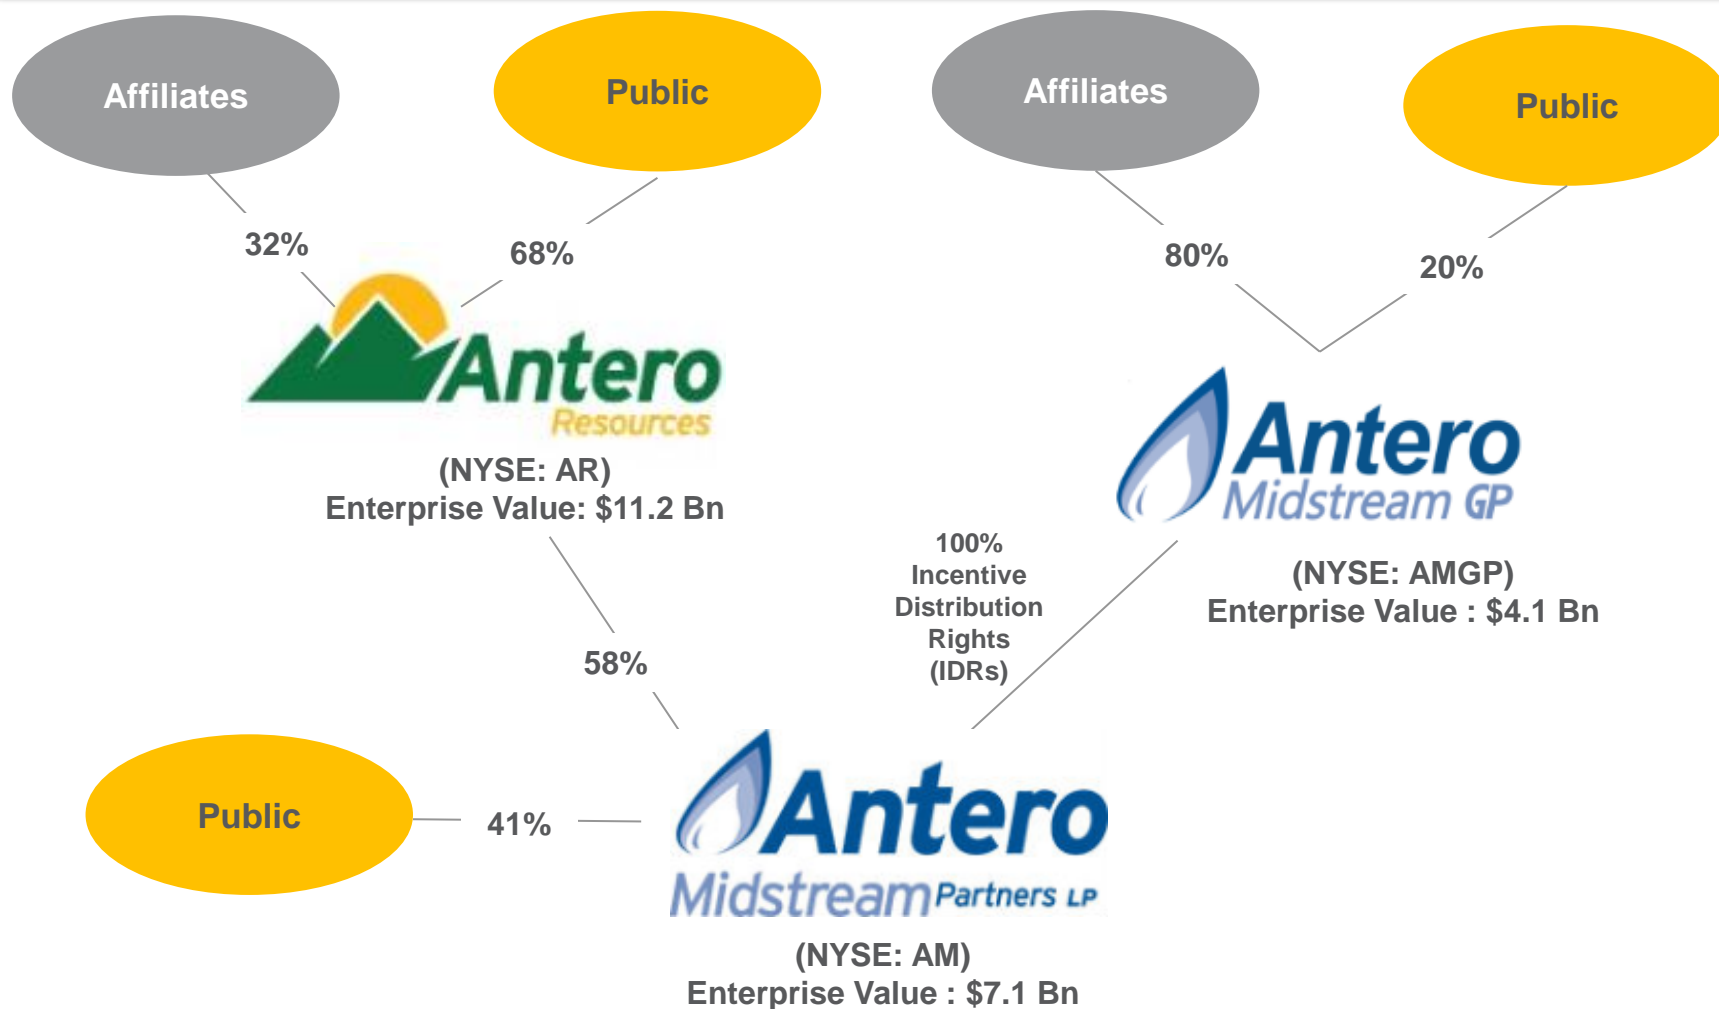 Affiliates
Public
Affiliates
Public
32%
68%
80%
20%
Antero
Resources
(NYSE: AR)
Enterprise Value: $11.2 Bn
Antero
Midstream GP
(NYSE: AMGP)
Enterprise Value : $4.1 Bn
100%
Incentive
Distribution
Rights
(IDRs)
58%
Public
41%
Antero
Midstream Partners LP
(NYSE: AM)
Enterprise Value : $7.1 Bn